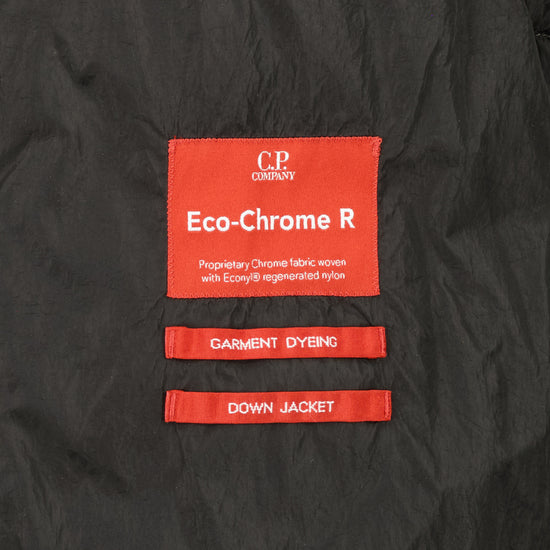 C.P.
COMPANY
Eco-Chrome R
Proprietary Chrome fabric woven
with Econyl® regenerated nylon
GARMENT DYEING
DOWN JACKET